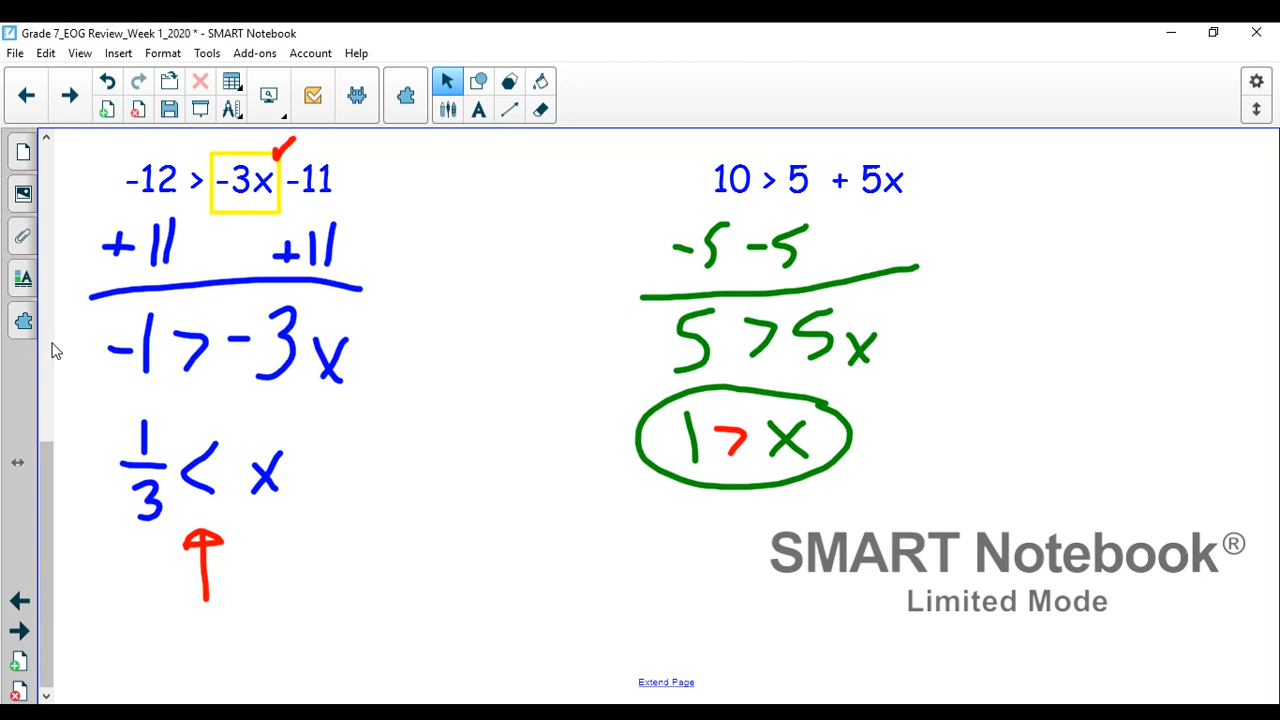 Grade 7_EOG Review_Week 1_2020 * - SMART Notebook
File Edit View Insert Format Tools Add-ons Account Help
-12 > -3x -11
+11 +11
-1 > -3x
1/3 < x
10 > 5 + 5x
-5 -5
5 > 5x
1 > x
SMART Notebook®
Limited Mode
Extend Page